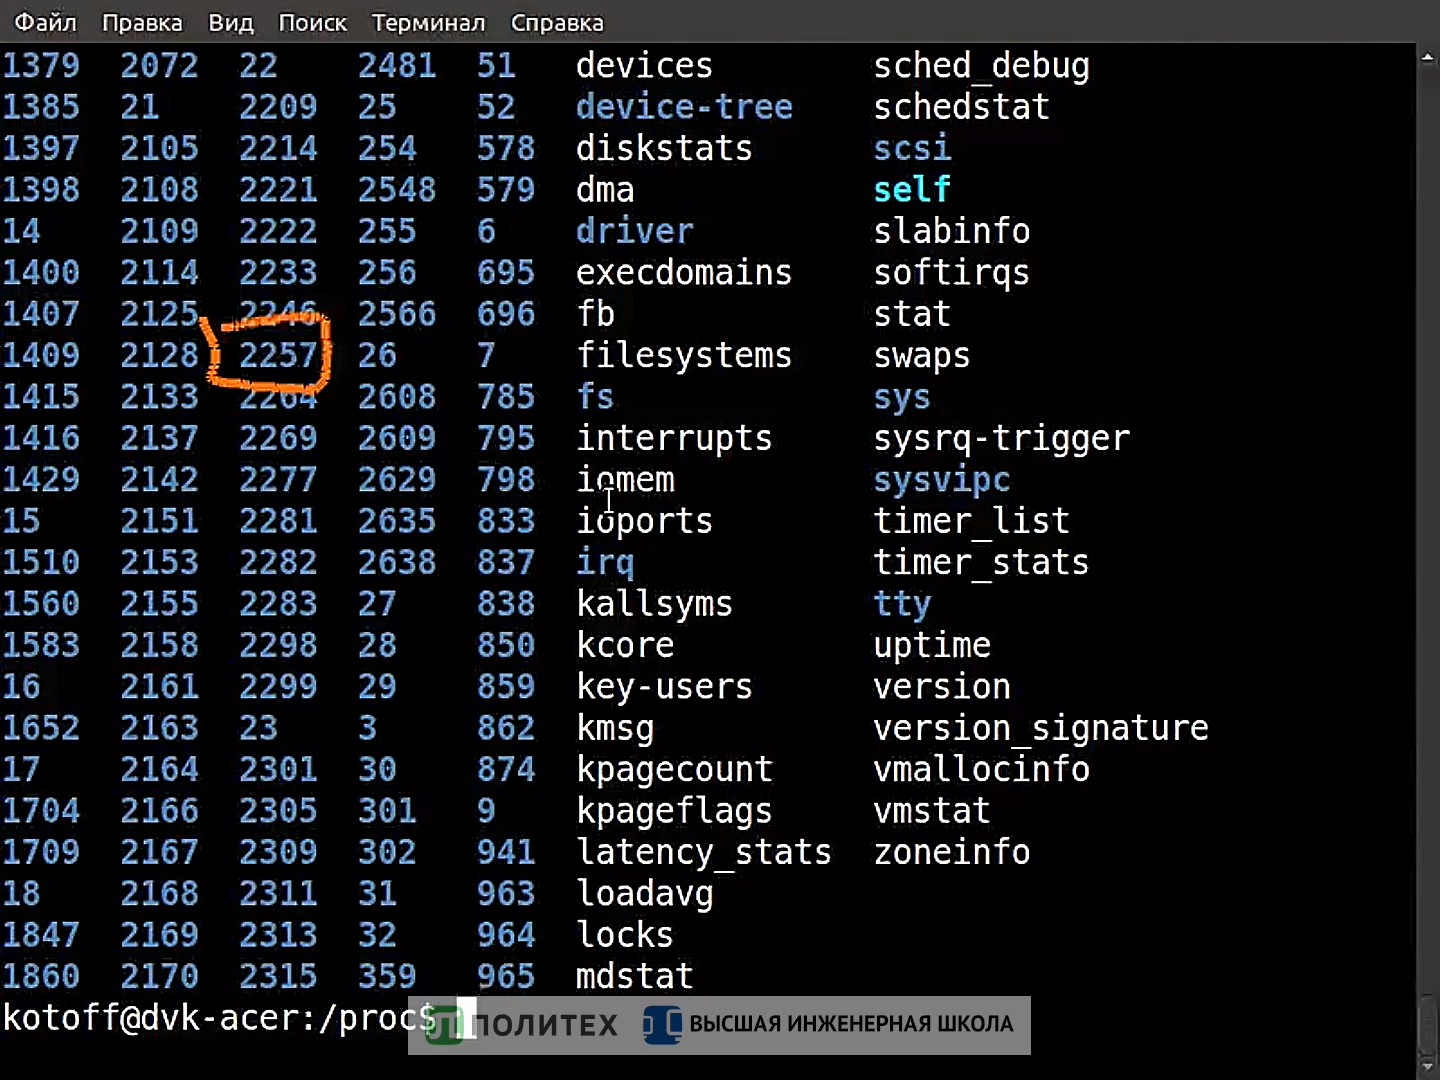 Файл Правка Вид Поиск Терминал Справка
1379 2072 22 2481 51 devices sched_debug
1385 21 2209 25 52 device-tree schedstat
1397 2105 2214 254 578 diskstats scsi
1398 2108 2221 2548 579 dma self
14 2109 2222 255 6 driver slabinfo
1400 2114 2233 256 695 execdomains softirqs
1407 2125 2246 2566 696 fb stat
1409 2128 2257 26 7 filesystems swaps
1415 2133 2264 2608 785 fs sys
1416 2137 2269 2609 795 interrupts sysrq-trigger
1429 2142 2277 2629 798 iomem sysvipc
15 2151 2281 2635 833 ioports timer_list
1510 2153 2282 2638 837 irq timer_stats
1560 2155 2283 27 838 kallsyms tty
1583 2158 2298 28 850 kcore uptime
16 2161 2299 29 859 key-users version
1652 2163 23 3 862 kmsg version_signature
17 2164 2301 30 874 kpagecount vmallocinfo
1704 2166 2305 301 9 kpageflags vmstat
1709 2167 2309 302 941 latency_stats zoneinfo
18 2168 2311 31 963 loadavg
1847 2169 2313 32 964 locks
1860 2170 2315 359 965 mdstat
kotoff@dvk-acer:/proc$
ПОЛИТЕХ ВЫСШАЯ ИНЖЕНЕРНАЯ ШКОЛА